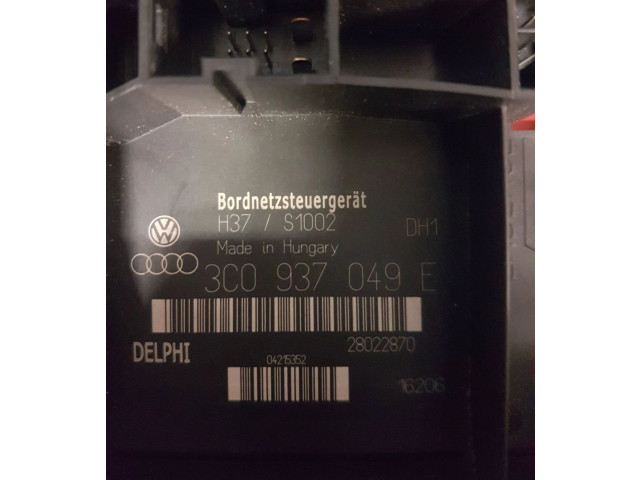 Bordnetzsteuergerät
H37 / S1002 DH1
Made in Hungary
3C0 937 049 E
DELPHI 28022870
04215352
16206